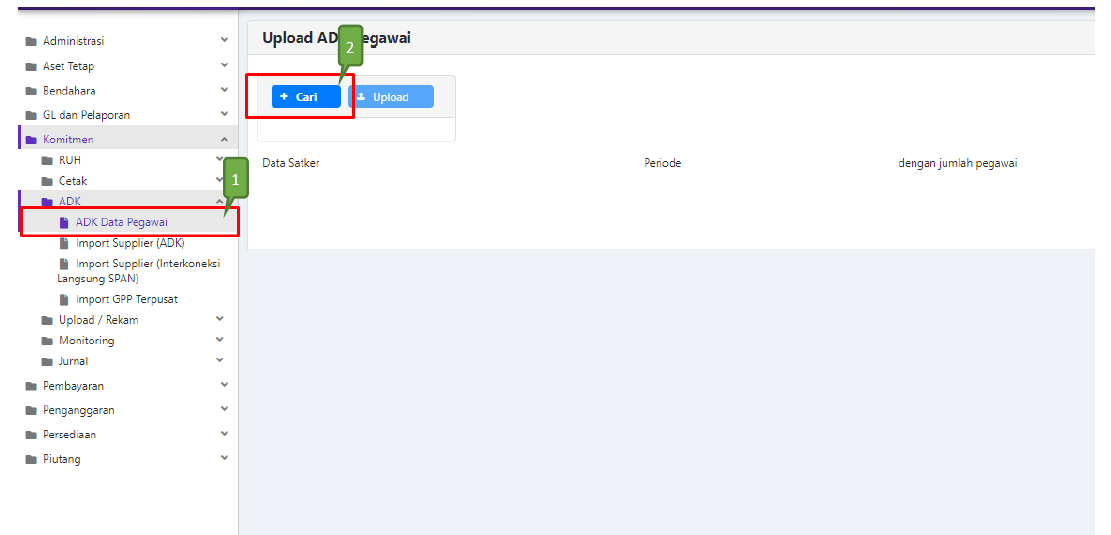 Administrasi
Aset Tetap
Bendahara
GL dan Pelaporan
Komitmen
RUH
Cetak
1
ADK
ADK Data Pegawai
Import Supplier (ADK)
Import Supplier (Interkoneksi
Langsung SPAN)
Import GPP Terpusat
Upload / Rekam
Monitoring
Jurnal
Pembayaran
Penganggaran
Persediaan
Piutang
Upload AD egawai
2
+ Cari
Upload
Data Satker Periode dengan jumlah pegawai